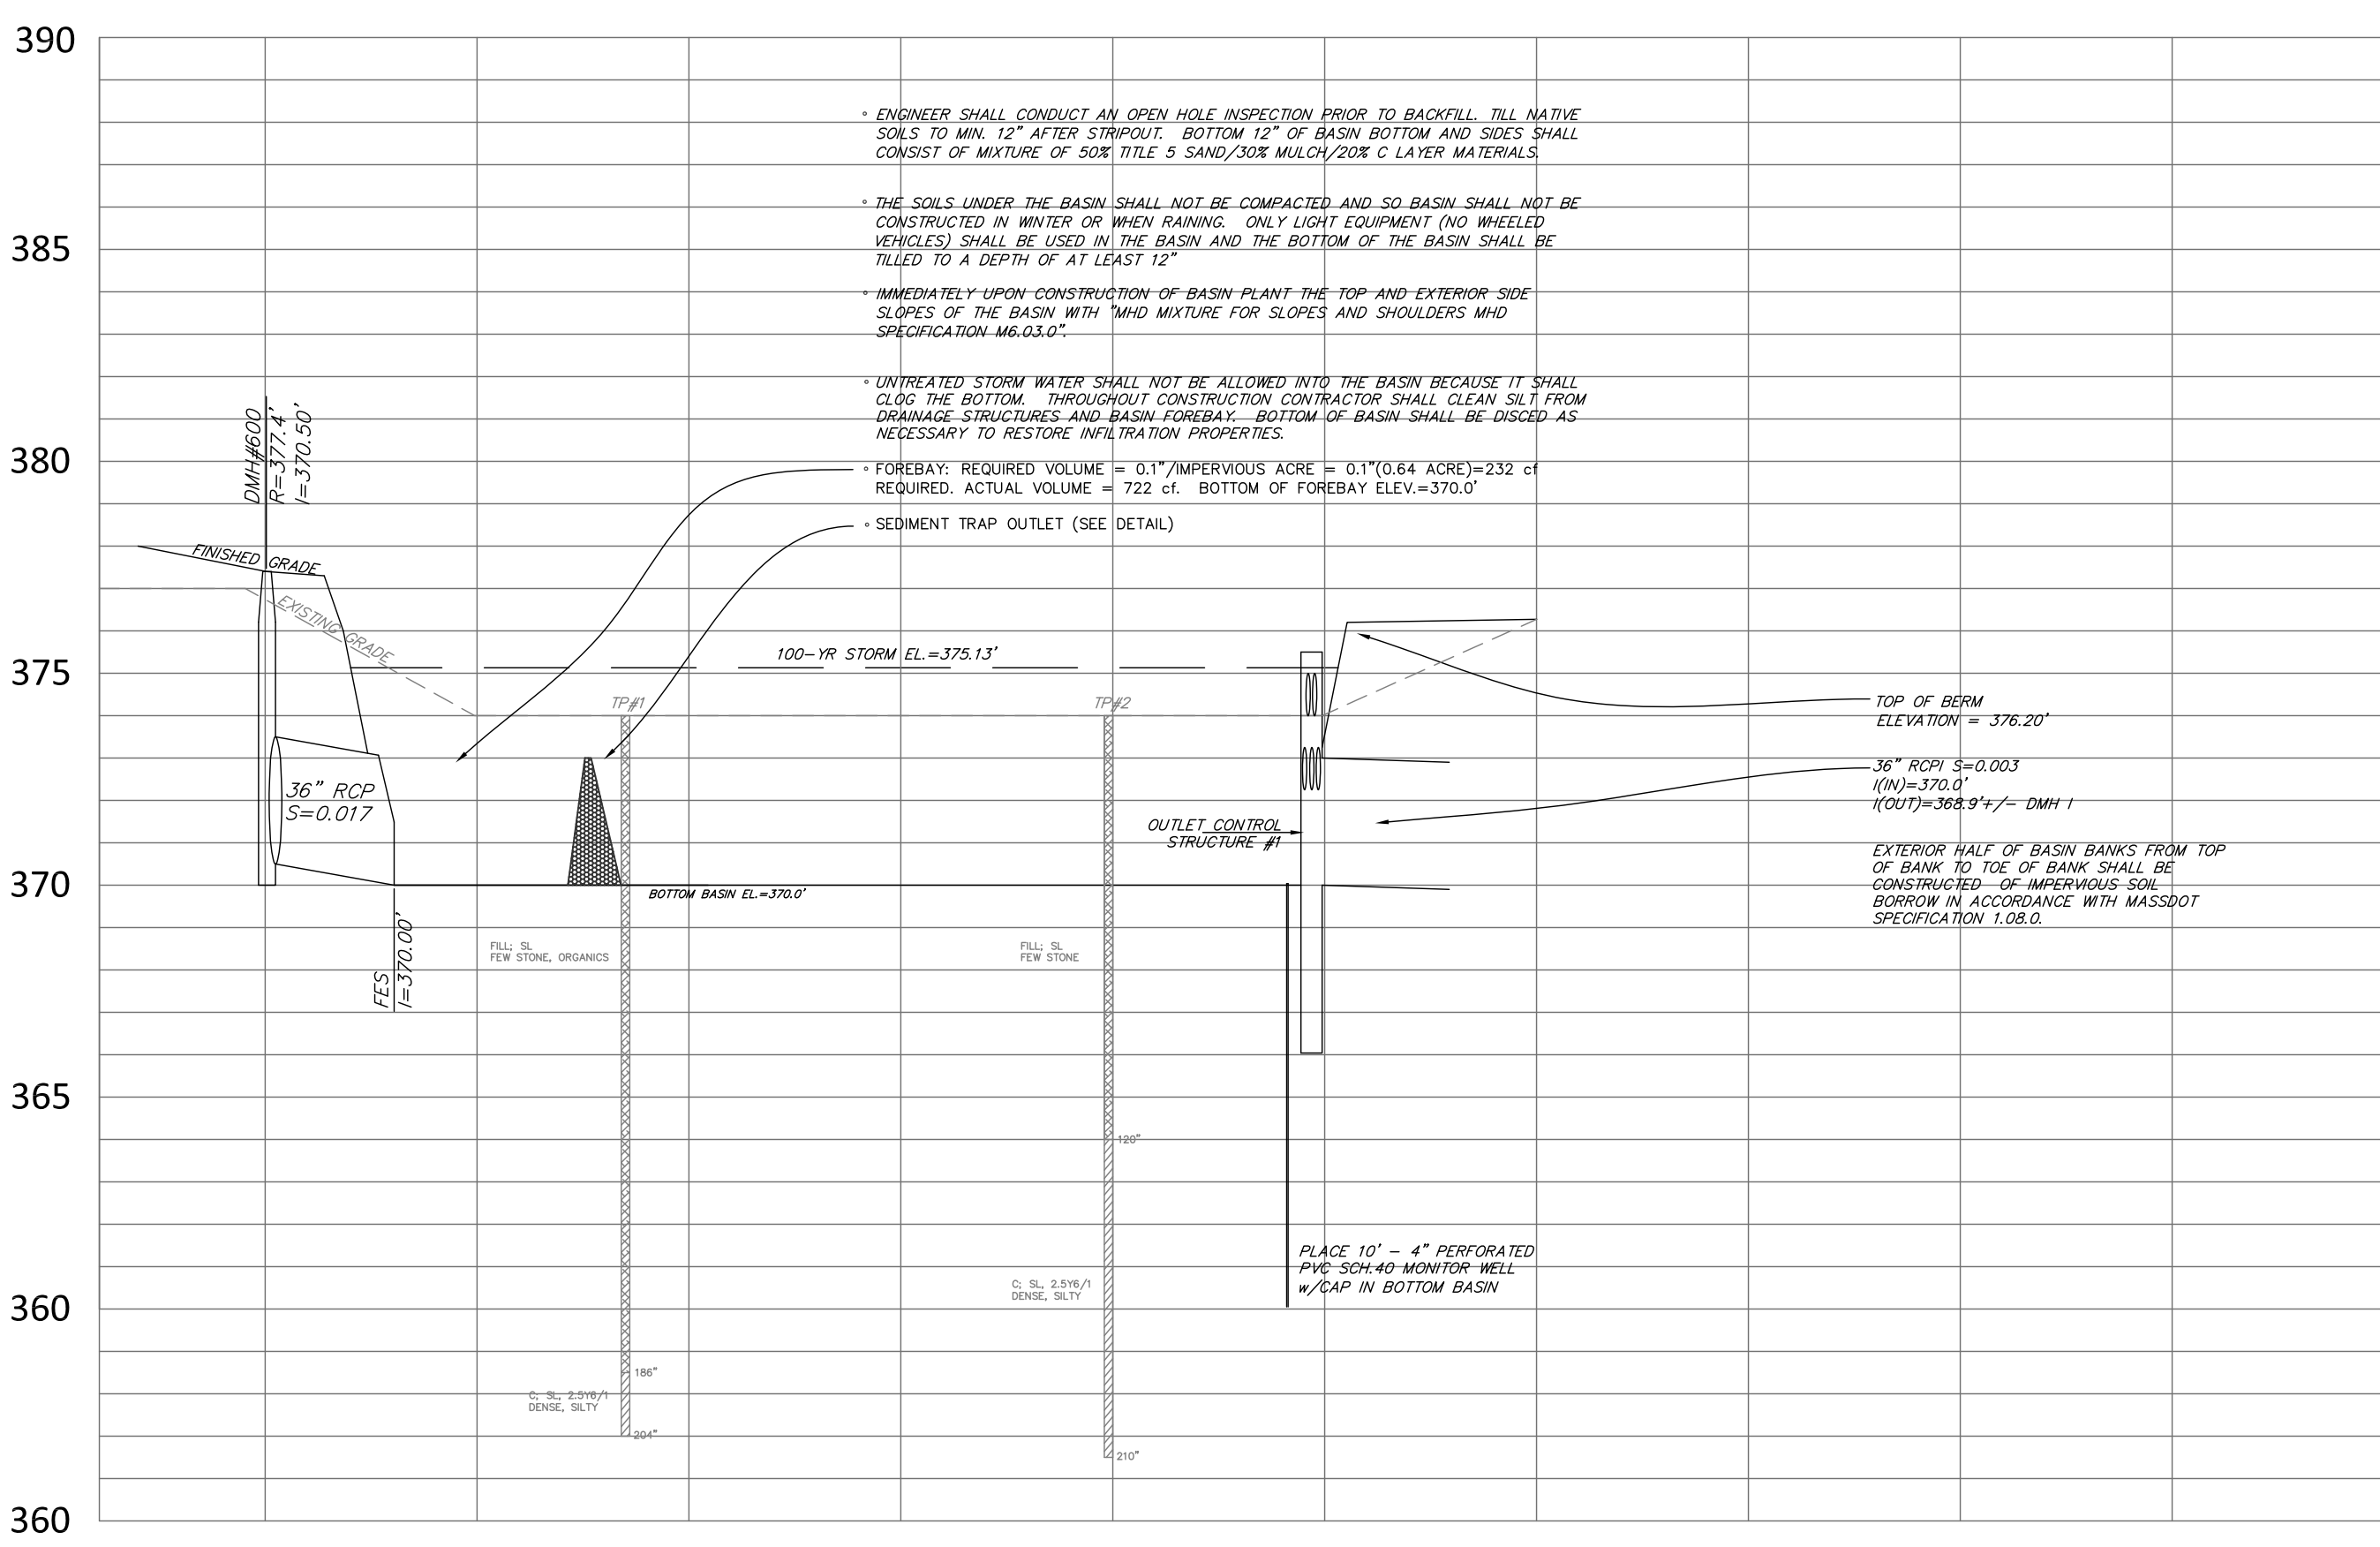 390
385
380
375
370
365
360
360
° ENGINEER SHALL CONDUCT AN OPEN HOLE INSPECTION PRIOR TO BACKFILL. TILL NATIVE
SOILS TO MIN. 12" AFTER STRIPOUT. BOTTOM 12" OF BASIN BOTTOM AND SIDES SHALL
CONSIST OF MIXTURE OF 50% TITLE 5 SAND/30% MULCH/20% C LAYER MATERIALS.
° THE SOILS UNDER THE BASIN SHALL NOT BE COMPACTED AND SO BASIN SHALL NOT BE
CONSTRUCTED IN WINTER OR WHEN RAINING. ONLY LIGHT EQUIPMENT (NO WHEELED
VEHICLES) SHALL BE USED IN THE BASIN AND THE BOTTOM OF THE BASIN SHALL BE
TILLED TO A DEPTH OF AT LEAST 12"
° IMMEDIATELY UPON CONSTRUCTION OF BASIN PLANT THE TOP AND EXTERIOR SIDE
SLOPES OF THE BASIN WITH "MHD MIXTURE FOR SLOPES AND SHOULDERS MHD
SPECIFICATION M6.03.0".
° UNTREATED STORM WATER SHALL NOT BE ALLOWED INTO THE BASIN BECAUSE IT SHALL
CLOG THE BOTTOM. THROUGHOUT CONSTRUCTION CONTRACTOR SHALL CLEAN SILT FROM
DRAINAGE STRUCTURES AND BASIN FOREBAY. BOTTOM OF BASIN SHALL BE DISCED AS
NECESSARY TO RESTORE INFILTRATION PROPERTIES.
° FOREBAY: REQUIRED VOLUME = 0.1"/IMPERVIOUS ACRE = 0.1"(0.64 ACRE)=232 cf
REQUIRED. ACTUAL VOLUME = 722 cf. BOTTOM OF FOREBAY ELEV.=370.0'
° SEDIMENT TRAP OUTLET (SEE DETAIL)
DMH#600
R=377.4'
I=370.50'
FINISHED GRADE
EXISTING GRADE
100-YR STORM EL.=375.13'
TP#1
TP#2
36" RCP
S=0.017
FES
I=370.00'
BOTTOM BASIN EL.=370.0'
OUTLET CONTROL
STRUCTURE #1
TOP OF BERM
ELEVATION = 376.20'
36" RCPI S=0.003
I(IN)=370.0'
I(OUT)=368.9'+/- DMH I
EXTERIOR HALF OF BASIN BANKS FROM TOP
OF BANK TO TOE OF BANK SHALL BE
CONSTRUCTED OF IMPERVIOUS SOIL
BORROW IN ACCORDANCE WITH MASSDOT
SPECIFICATION 1.08.0.
FILL; SL
FEW STONE, ORGANICS
FILL; SL
FEW STONE
120"
C; SL, 2.5Y6/1
DENSE, SILTY
PLACE 10' - 4" PERFORATED
PVC SCH.40 MONITOR WELL
w/CAP IN BOTTOM BASIN
186"
C; SL, 2.5Y6/1
DENSE, SILTY
204"
210"